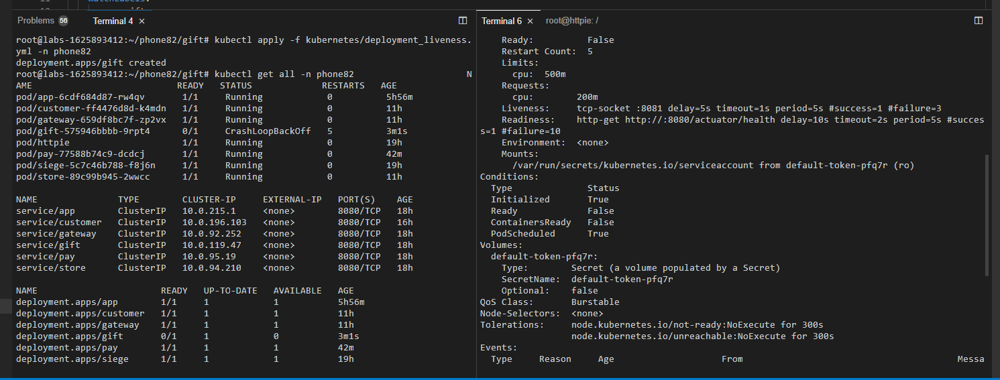 matchLabels:
Problems 56
Terminal 4 ×
root@labs-1625893412:~/phone82/gift# kubectl apply -f kubernetes/deployment_liveness.
yml -n phone82
deployment.apps/gift created
root@labs-1625893412:~/phone82/gift# kubectl get all -n phone82 N
AME READY STATUS RESTARTS AGE
pod/app-6cdf684d87-rw4qv 1/1 Running 0 5h56m
pod/customer-ff4476d8d-k4mdn 1/1 Running 0 11h
pod/gateway-659df8bc7f-zp2vx 1/1 Running 0 11h
pod/gift-575946bbbb-9rpt4 0/1 CrashLoopBackOff 5 3m1s
pod/httpie 1/1 Running 0 19h
pod/pay-77588b74c9-dcdcj 1/1 Running 0 42m
pod/siege-5c7c46b788-f8j6n 1/1 Running 0 19h
pod/store-89c99b945-2wwcc 1/1 Running 0 11h
NAME TYPE CLUSTER-IP EXTERNAL-IP PORT(S) AGE
service/app ClusterIP 10.0.215.1 <none> 8080/TCP 18h
service/customer ClusterIP 10.0.196.103 <none> 8080/TCP 16h
service/gateway ClusterIP 10.0.92.252 <none> 8080/TCP 18h
service/gift ClusterIP 10.0.119.47 <none> 8080/TCP 18h
service/pay ClusterIP 10.0.95.19 <none> 8080/TCP 18h
service/store ClusterIP 10.0.94.210 <none> 8080/TCP 18h
NAME READY UP-TO-DATE AVAILABLE AGE
deployment.apps/app 1/1 1 1 5h56m
deployment.apps/customer 1/1 1 1 11h
deployment.apps/gateway 1/1 1 1 11h
deployment.apps/gift 0/1 1 0 3m1s
deployment.apps/pay 1/1 1 1 42m
deployment.apps/siege 1/1 1 1 19h
Terminal 6 ×
root@httpie: /
Ready: False
Restart Count: 5
Limits:
cpu: 500m
Requests:
cpu: 200m
Liveness: tcp-socket :8081 delay=5s timeout=1s period=5s #success=1 #failure=3
Readiness: http-get http://:8080/actuator/health delay=10s timeout=2s period=5s #succes
s=1 #failure=10
Environment: <none>
Mounts:
/var/run/secrets/kubernetes.io/serviceaccount from default-token-pfq7r (ro)
Conditions:
Type Status
Initialized True
Ready False
ContainersReady False
PodScheduled True
Volumes:
default-token-pfq7r:
Type: Secret (a volume populated by a Secret)
SecretName: default-token-pfq7r
Optional: false
QoS Class: Burstable
Node-Selectors: <none>
Tolerations: node.kubernetes.io/not-ready:NoExecute for 300s
node.kubernetes.io/unreachable:NoExecute for 300s
Events:
Type Reason Age From Messa